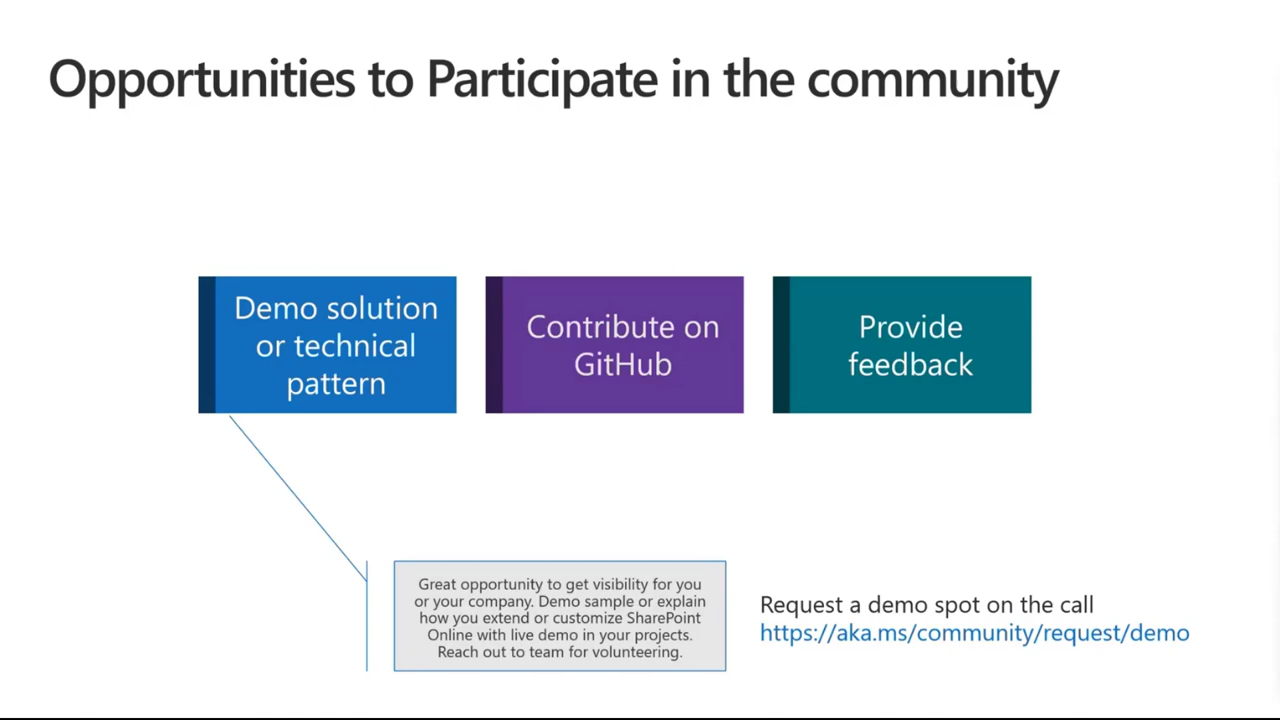 Opportunities to Participate in the community
Demo solution
or technical
pattern
Contribute on
GitHub
Provide
feedback
Great opportunity to get visibility for you
or your company. Demo sample or explain
how you extend or customize SharePoint
Online with live demo in your projects.
Reach out to team for volunteering.
Request a demo spot on the call
https://aka.ms/community/request/demo